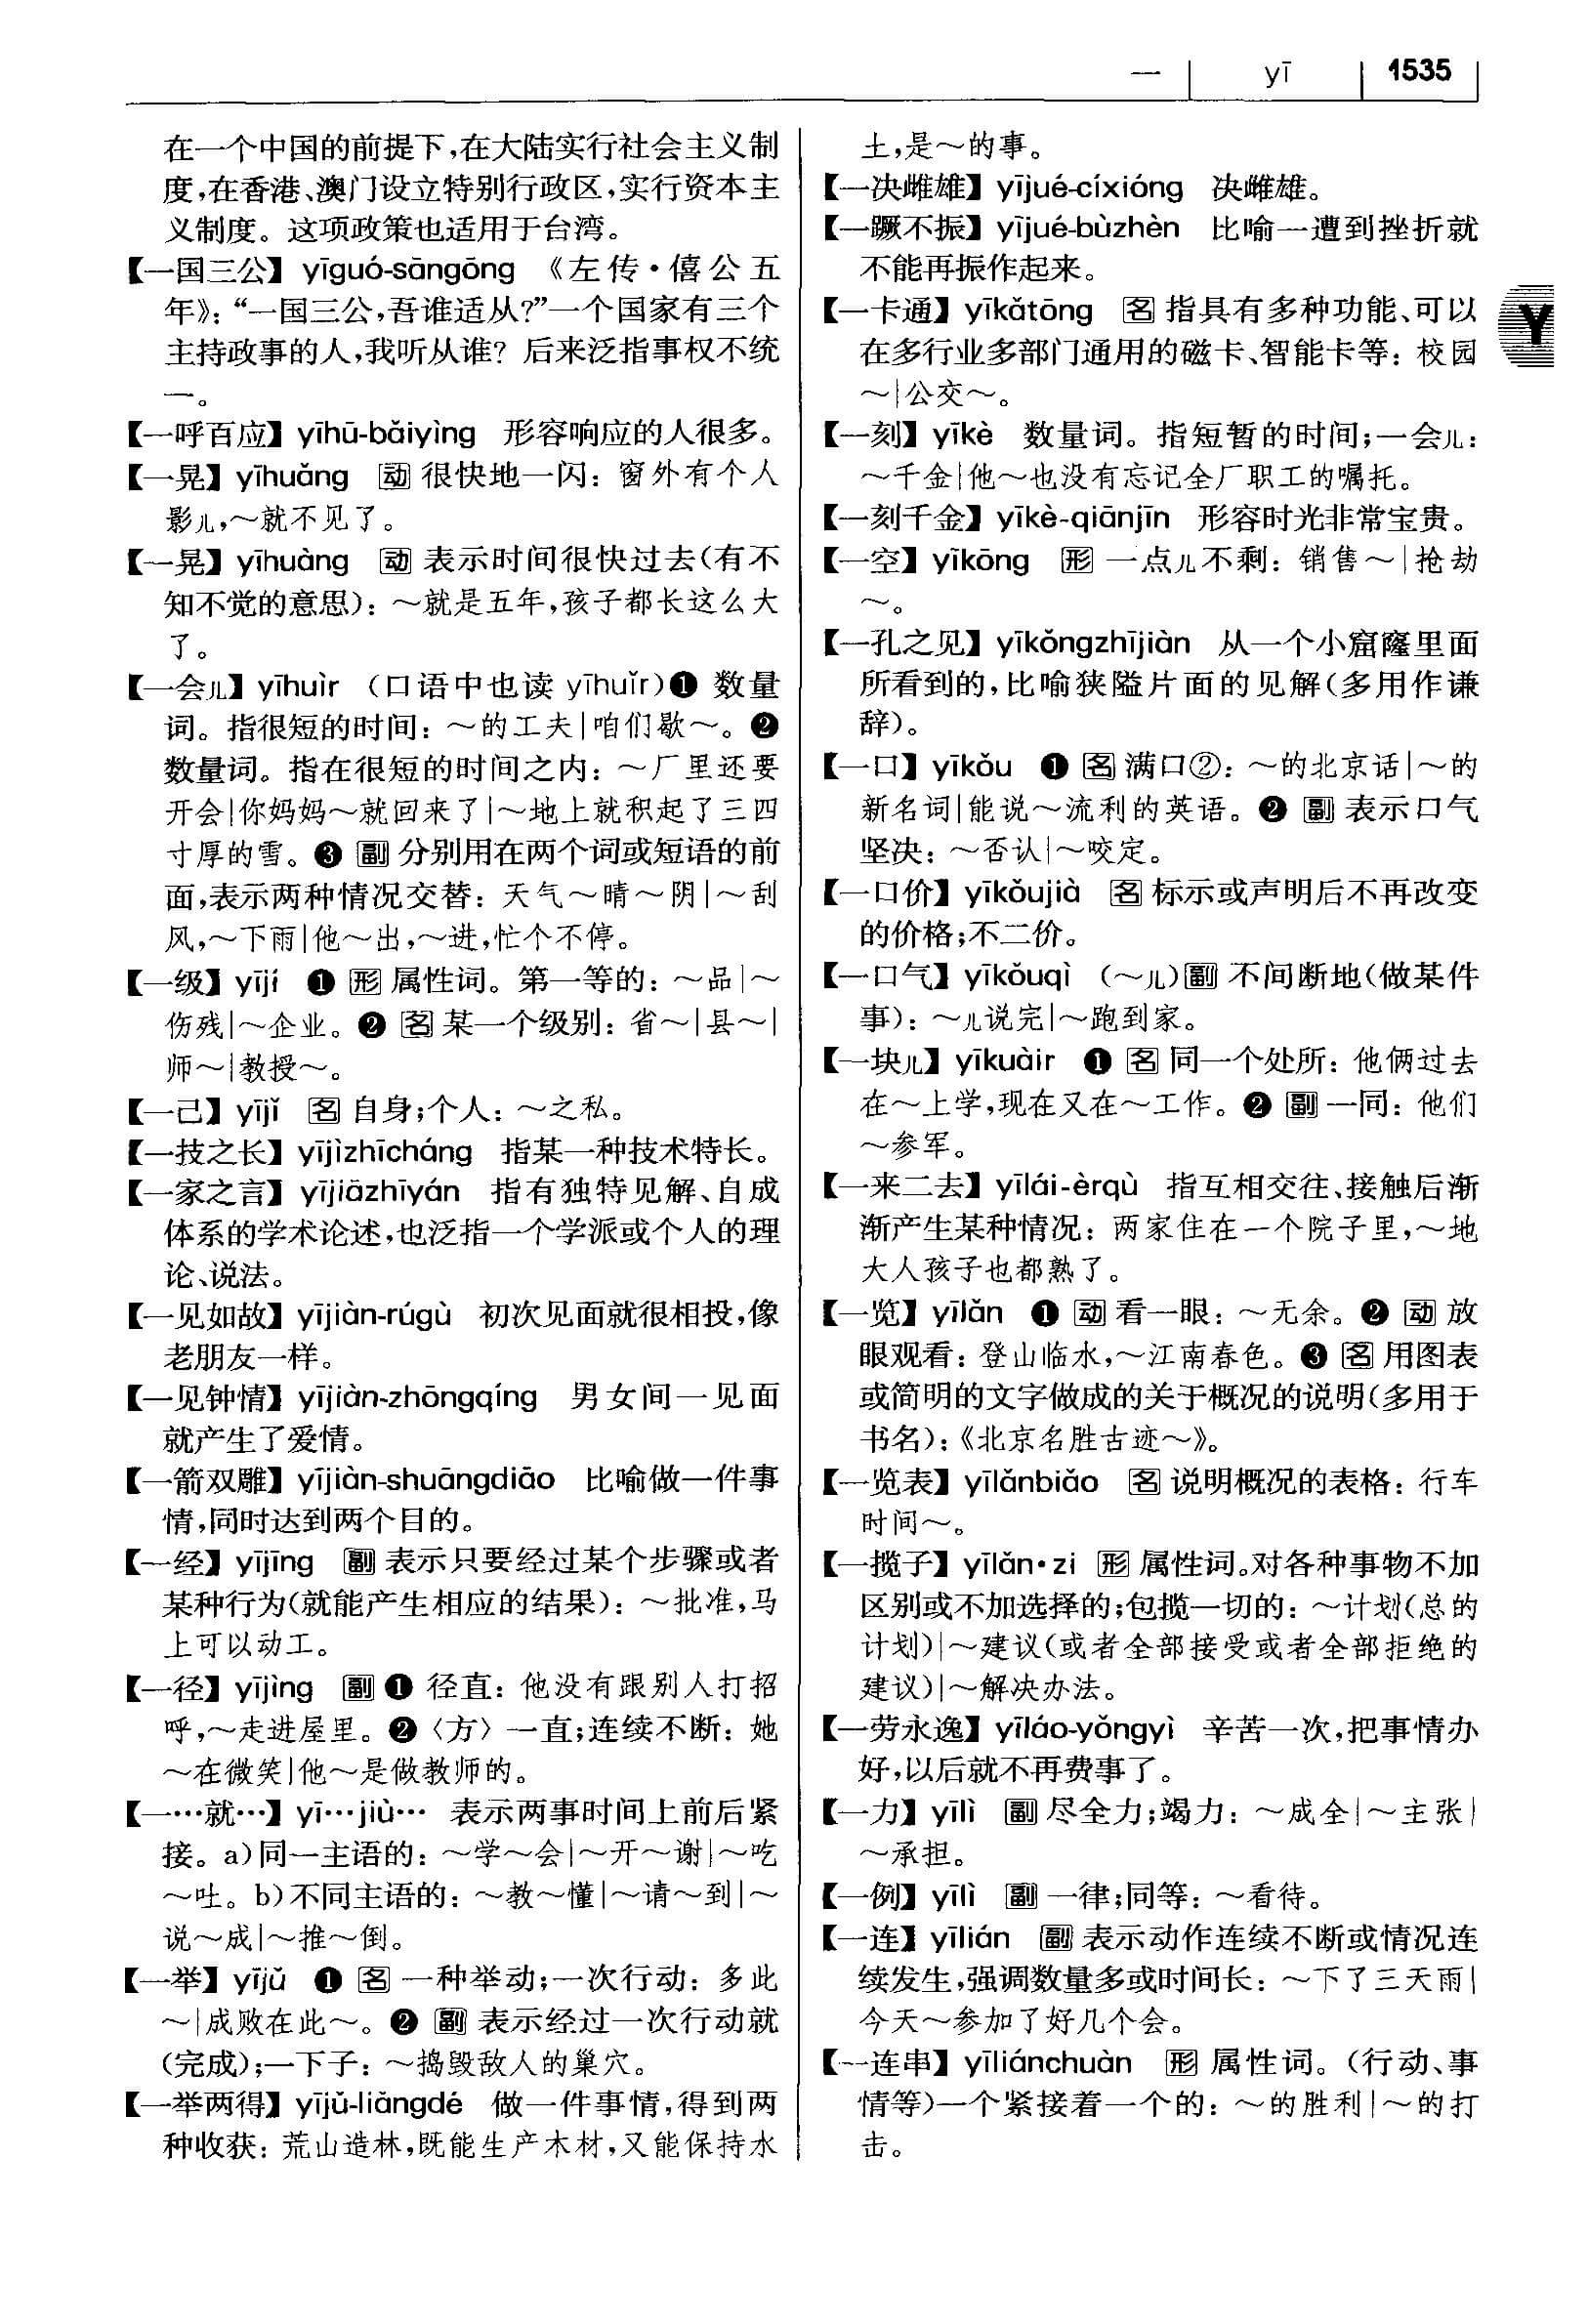 一 yī 1535
在一个中国的前提下,在大陆实行社会主义制
度,在香港、澳门设立特别行政区,实行资本主
义制度。这项政策也适用于台湾。
【一国三公】yīguó-sāngōng 《左传·僖公五
年》:“一国三公,吾谁适从?”一个国家有三个
主持政事的人,我听从谁? 后来泛指事权不统
一。
【一呼百应】yīhū-bǎiyìng 形容响应的人很多。
【一晃】yīhuǎng 动 很快地一闪: 窗外有个人
影儿,～就不见了。
【一晃】yīhuàng 动 表示时间很快过去(有不
知不觉的意思): ～就是五年,孩子都长这么大
了。
【一会儿】yīhuìr (口语中也读 yīhuǐr)❶ 数量
词。指很短的时间: ～的工夫|咱们歇～。❷
数量词。指在很短的时间之内: ～厂里还要
开会|你妈妈～就回来了|～地上就积起了三四
寸厚的雪。❸ 副 分别用在两个词或短语的前
面,表示两种情况交替: 天气～晴～阴|～刮
风,～下雨|他～出,～进,忙个不停。
【一级】yījí ❶ 形 属性词。第一等的: ～品|～
伤残|～企业。❷ 名 某一个级别: 省～|县～|
师～|教授～。
【一己】yījǐ 名 自身;个人: ～之私。
【一技之长】yījìzhīcháng 指某一种技术特长。
【一家之言】yījiāzhīyán 指有独特见解、自成
体系的学术论述,也泛指一个学派或个人的理
论、说法。
【一见如故】yījiàn-rúgù 初次见面就很相投,像
老朋友一样。
【一见钟情】yījiàn-zhōngqíng 男女间一见面
就产生了爱情。
【一箭双雕】yījiàn-shuāngdiāo 比喻做一件事
情,同时达到两个目的。
【一经】yījīng 副 表示只要经过某个步骤或者
某种行为(就能产生相应的结果): ～批准,马
上可以动工。
【一径】yījìng 副 ❶ 径直: 他没有跟别人打招
呼,～走进屋里。❷〈方〉一直;连续不断: 她
～在微笑|他～是做教师的。
【一…就…】yī…jiù… 表示两事时间上前后紧
接。a)同一主语的: ～学～会|～开～谢|～吃
～吐。b)不同主语的: ～教～懂|～请～到|～
说～成|～推～倒。
【一举】yījǔ ❶ 名 一种举动;一次行动: 多此
～|成败在此～。❷ 副 表示经过一次行动就
(完成);一下子: ～捣毁敌人的巢穴。
【一举两得】yījǔ-liǎngdé 做一件事情,得到两
种收获: 荒山造林,既能生产木材,又能保持水
土,是～的事。
【一决雌雄】yījué-cíxióng 决雌雄。
【一蹶不振】yījué-bùzhèn 比喻一遭到挫折就
不能再振作起来。
【一卡通】yīkǎtōng 名 指具有多种功能、可以
在多行业多部门通用的磁卡、智能卡等: 校园
～|公交～。
【一刻】yīkè 数量词。指短暂的时间;一会儿:
～千金|他～也没有忘记全厂职工的嘱托。
【一刻千金】yīkè-qiānjīn 形容时光非常宝贵。
【一空】yīkōng 形 一点儿不剩: 销售～|抢劫
～。
【一孔之见】yīkǒngzhījiàn 从一个小窟窿里面
所看到的,比喻狭隘片面的见解(多用作谦
辞)。
【一口】yīkǒu ❶ 名 满口②: ～的北京话|～的
新名词|能说～流利的英语。❷ 副 表示口气
坚决: ～否认|～咬定。
【一口价】yīkǒujià 名 标示或声明后不再改变
的价格;不二价。
【一口气】yīkǒuqì (～儿)副 不间断地(做某件
事): ～儿说完|～跑到家。
【一块儿】yīkuàir ❶ 名 同一个处所: 他俩过去
在～上学,现在又在～工作。❷ 副 一同: 他们
～参军。
【一来二去】yīlái-èrqù 指互相交往、接触后渐
渐产生某种情况: 两家住在一个院子里,～地
大人孩子也都熟了。
【一览】yīlǎn ❶ 动 看一眼: ～无余。❷ 动 放
眼观看: 登山临水,～江南春色。❸ 名 用图表
或简明的文字做成的关于概况的说明(多用于
书名):《北京名胜古迹～》。
【一览表】yīlǎnbiǎo 名 说明概况的表格: 行车
时间～。
【一揽子】yīlǎn·zi 形 属性词。对各种事物不加
区别或不加选择的;包揽一切的: ～计划(总的
计划)|～建议(或者全部接受或者全部拒绝的
建议)|～解决办法。
【一劳永逸】yīláo-yǒngyì 辛苦一次,把事情办
好,以后就不再费事了。
【一力】yīlì 副 尽全力;竭力: ～成全|～主张|
～承担。
【一例】yīlì 副 一律;同等: ～看待。
【一连】yīlián 副 表示动作连续不断或情况连
续发生,强调数量多或时间长: ～下了三天雨|
今天～参加了好几个会。
【一连串】yīliánchuàn 形 属性词。(行动、事
情等)一个紧接着一个的: ～的胜利|～的打
击。
Y